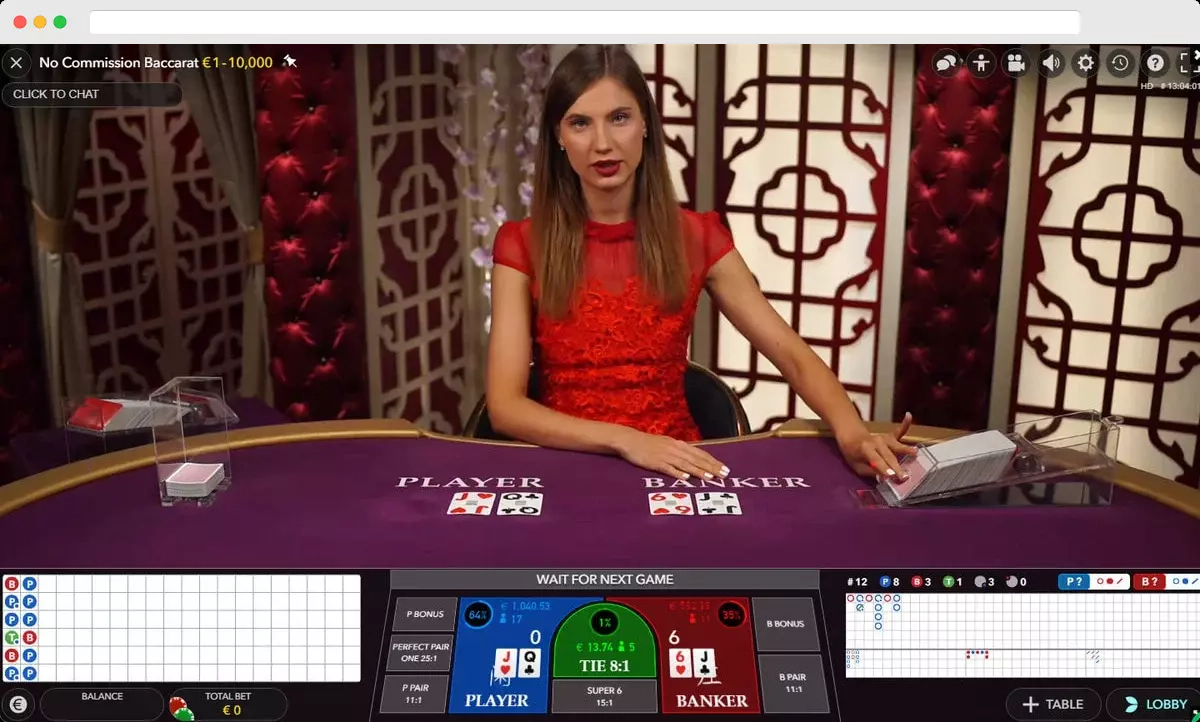 No Commission Baccarat €1-10,000
CLICK TO CHAT
HD # 13:04:01
PLAYER BANKER
J Q 6 J
WAIT FOR NEXT GAME
#12 P 8 B 3 T 1 3 0 P? B?
B P
P P
P P
T B
B P
P P
P BONUS
PERFECT PAIR
ONE 25:1
P PAIR
11:1
64% € 1,040.53
17
0
J Q
PLAYER
1%
€ 13.74 5
TIE 8:1
SUPER 6
15:1
35%
11
6
6 J
BANKER
B BONUS
B PAIR
11:1
€
BALANCE
TOTAL BET
€ 0
TABLE
LOBBY